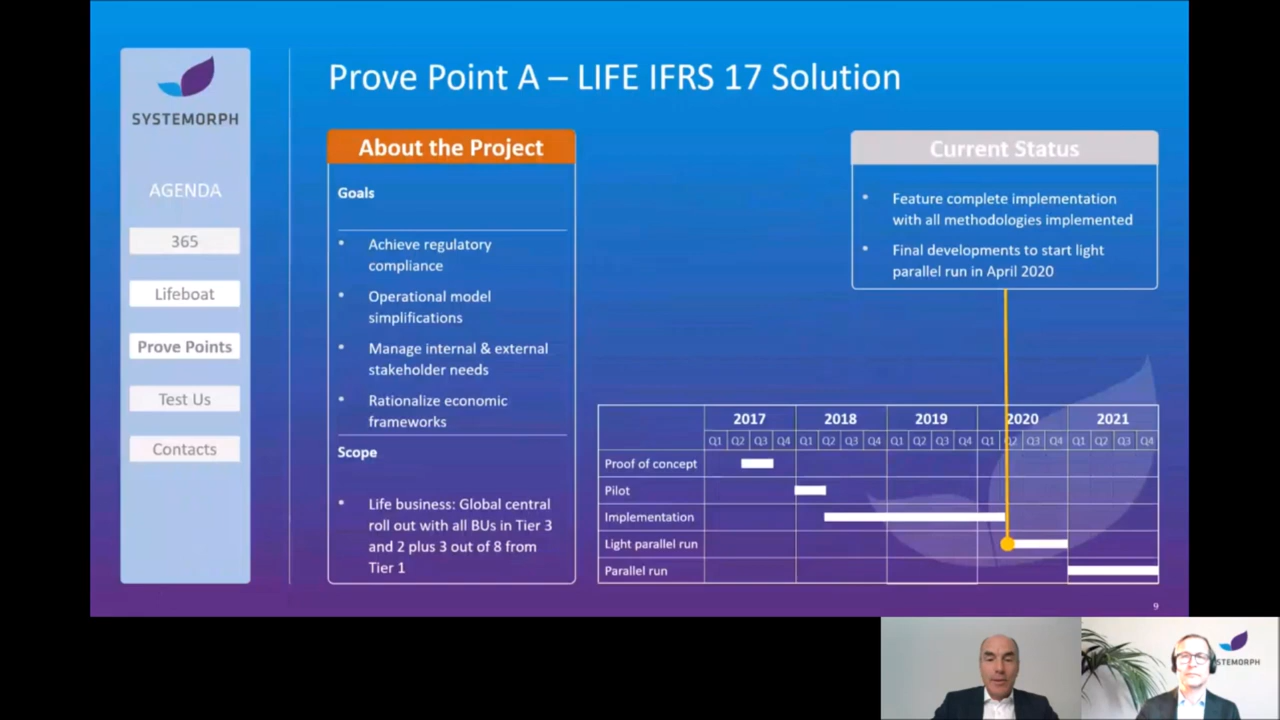 SYSTEMORPH
AGENDA
365
Lifeboat
Prove Points
Test Us
Contacts
Prove Point A – LIFE IFRS 17 Solution
About the Project
Goals
• Achieve regulatory
compliance
• Operational model
simplifications
• Manage internal & external
stakeholder needs
• Rationalize economic
frameworks
Scope
• Life business: Global central
roll out with all BUs in Tier 3
and 2 plus 3 out of 8 from
Tier 1
Current Status
• Feature complete implementation
with all methodologies implemented
• Final developments to start light
parallel run in April 2020
2017 2018 2019 2020 2021
Q1 Q2 Q3 Q4 Q1 Q2 Q3 Q4 Q1 Q2 Q3 Q4 Q1 Q2 Q3 Q4 Q1 Q2 Q3 Q4
Proof of concept
Pilot
Implementation
Light parallel run
Parallel run
9
STEMORPH